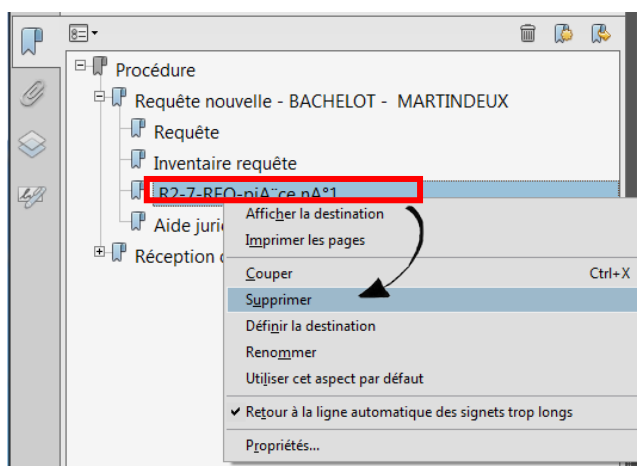 Procédure
Requête nouvelle - BACHELOT - MARTINDEUX
Requête
Inventaire requête
R2-7-REQ-piA¨ce nA°1
Aide juri
Réception
Afficher la destination
Imprimer les pages
Couper Ctrl+X
Supprimer
Définir la destination
Renommer
Utiliser cet aspect par défaut
Retour à la ligne automatique des signets trop longs
Propriétés...